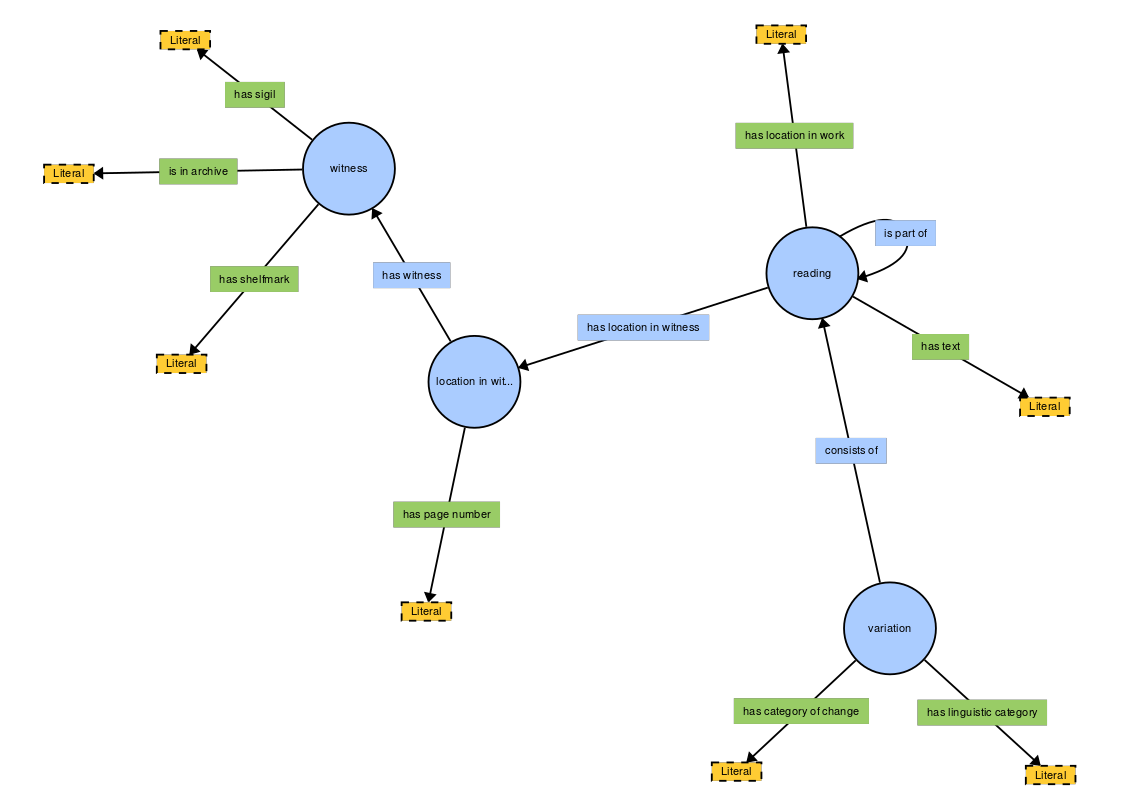 Literal
Literal
has sigil
has location in work
witness
is in archive
Literal
is part of
reading
has witness
has shelfmark
has location in witness
has text
Literal
location in wit...
Literal
consists of
has page number
Literal
variation
has category of change
has linguistic category
Literal
Literal